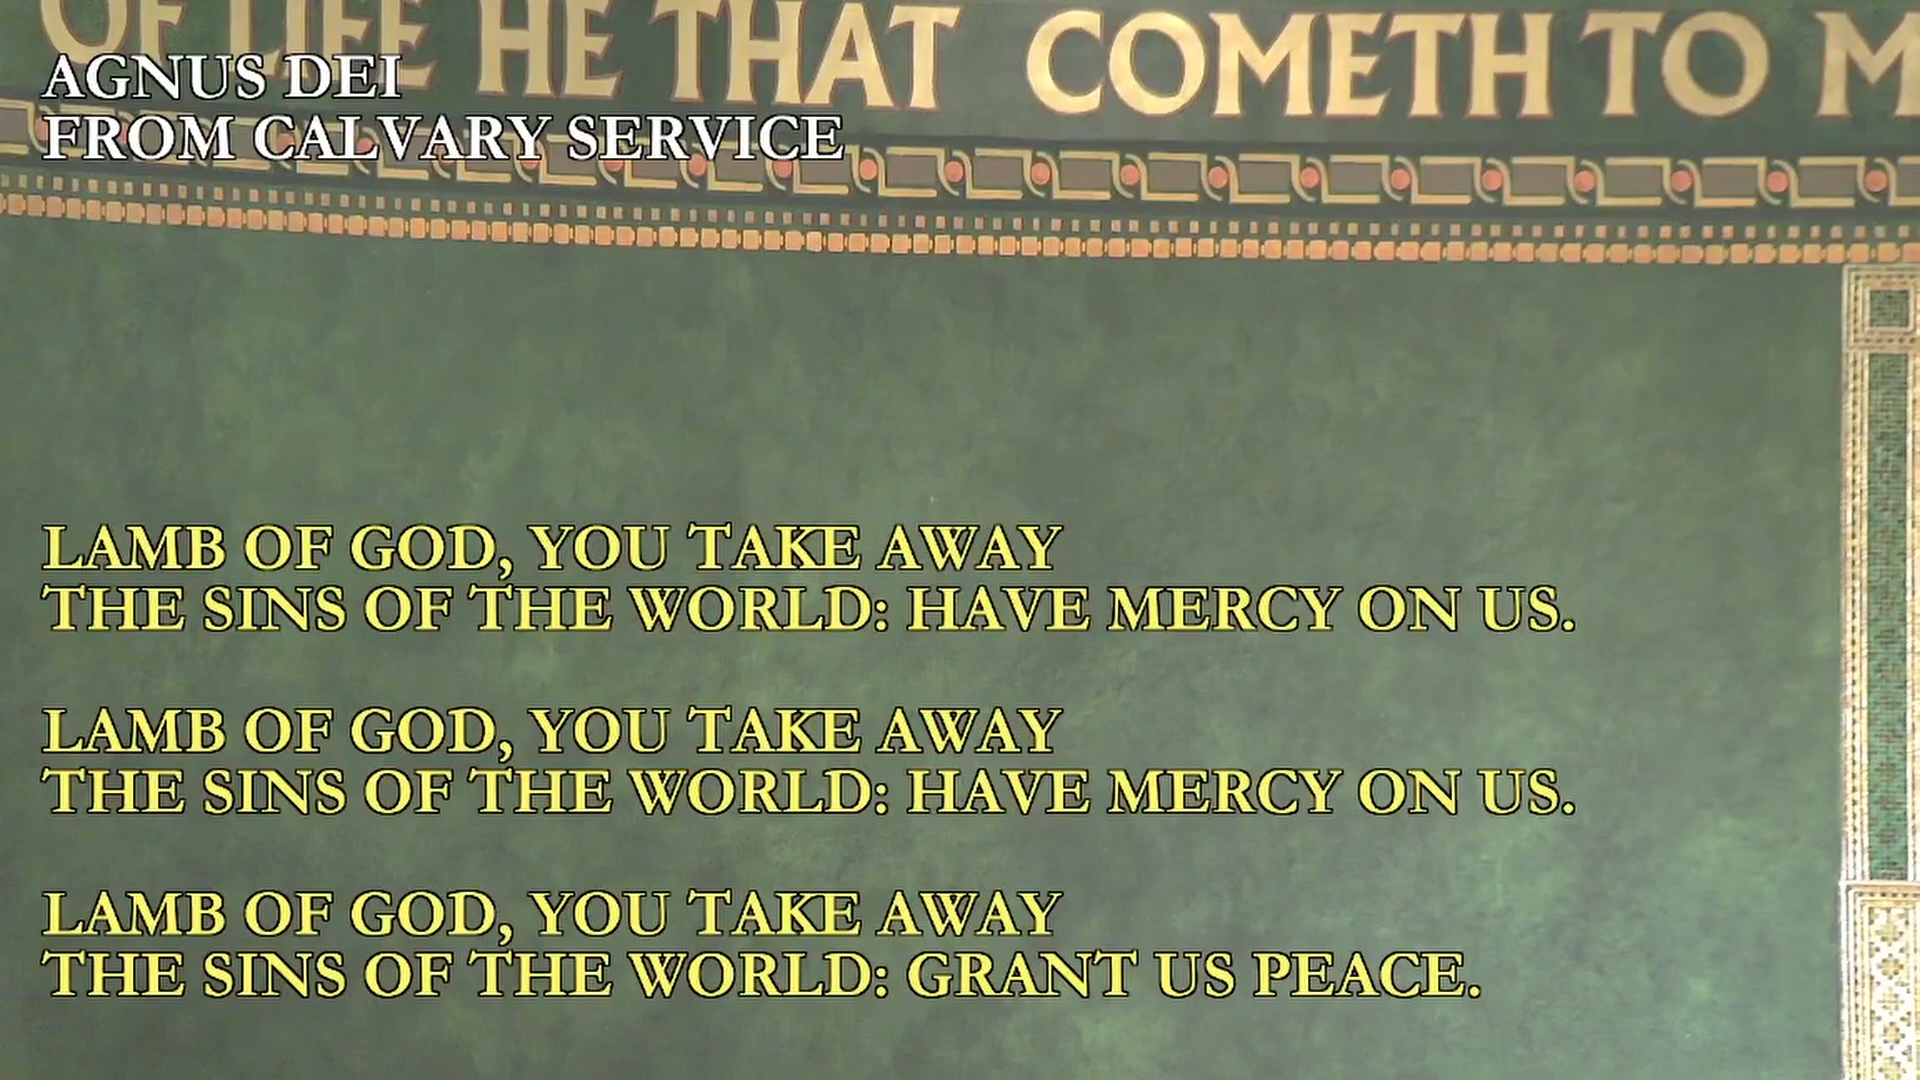 OF LIFE HE THAT COMETH TO M
AGNUS DEI
FROM CALVARY SERVICE
LAMB OF GOD, YOU TAKE AWAY
THE SINS OF THE WORLD: HAVE MERCY ON US.
LAMB OF GOD, YOU TAKE AWAY
THE SINS OF THE WORLD: HAVE MERCY ON US.
LAMB OF GOD, YOU TAKE AWAY
THE SINS OF THE WORLD: GRANT US PEACE.